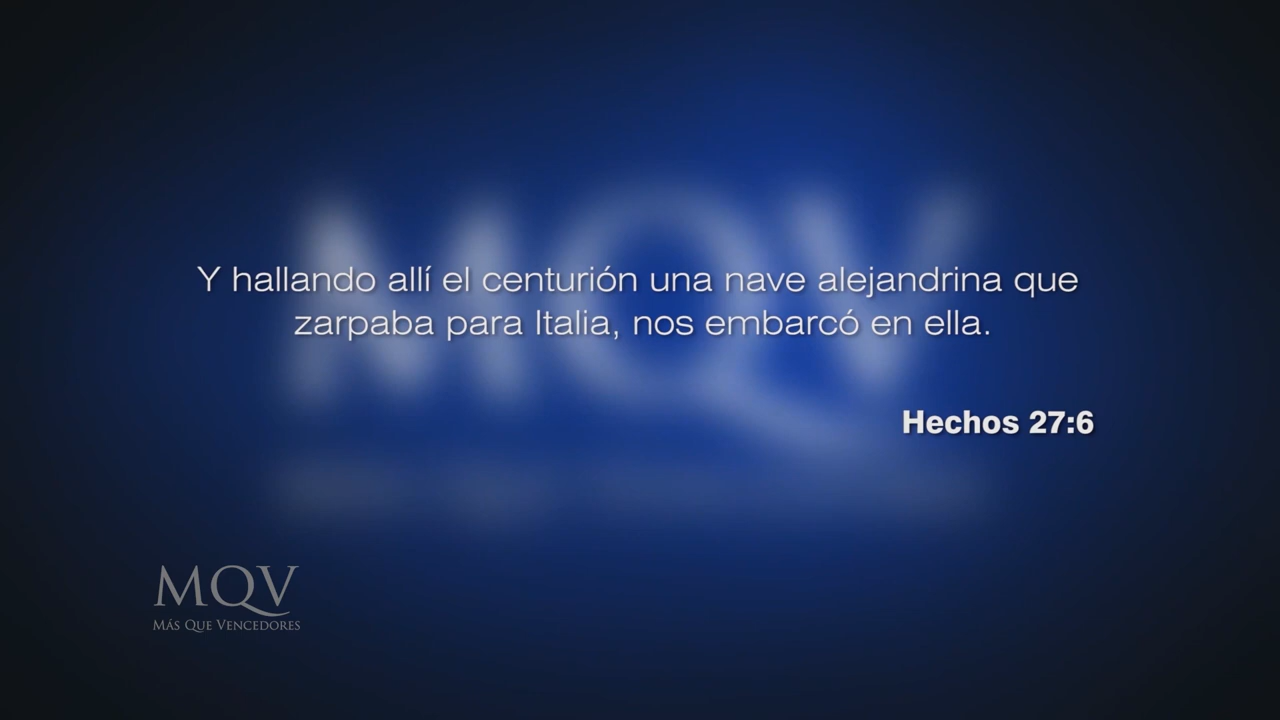 Y hallando allí el centurión una nave alejandrina que
zarpaba para Italia, nos embarcó en ella.
Hechos 27:6
MQV
MQV
MÁS QUE VENCEDORES